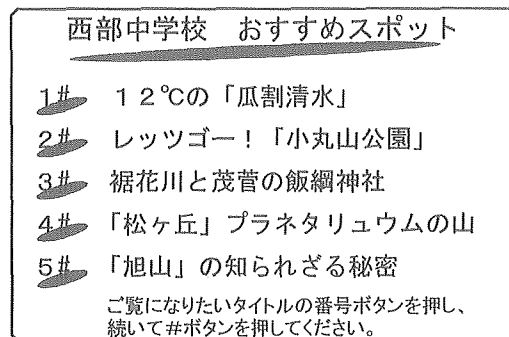 西部中学校　おすすめスポット
1#　１２℃の「瓜割清水」
2#　レッツゴー！「小丸山公園」
3#　裾花川と茂菅の飯綱神社
4#　「松ヶ丘」プラネタリュウムの山
5#　「旭山」の知られざる秘密
ご覧になりたいタイトルの番号ボタンを押し、
続いて＃ボタンを押してください。